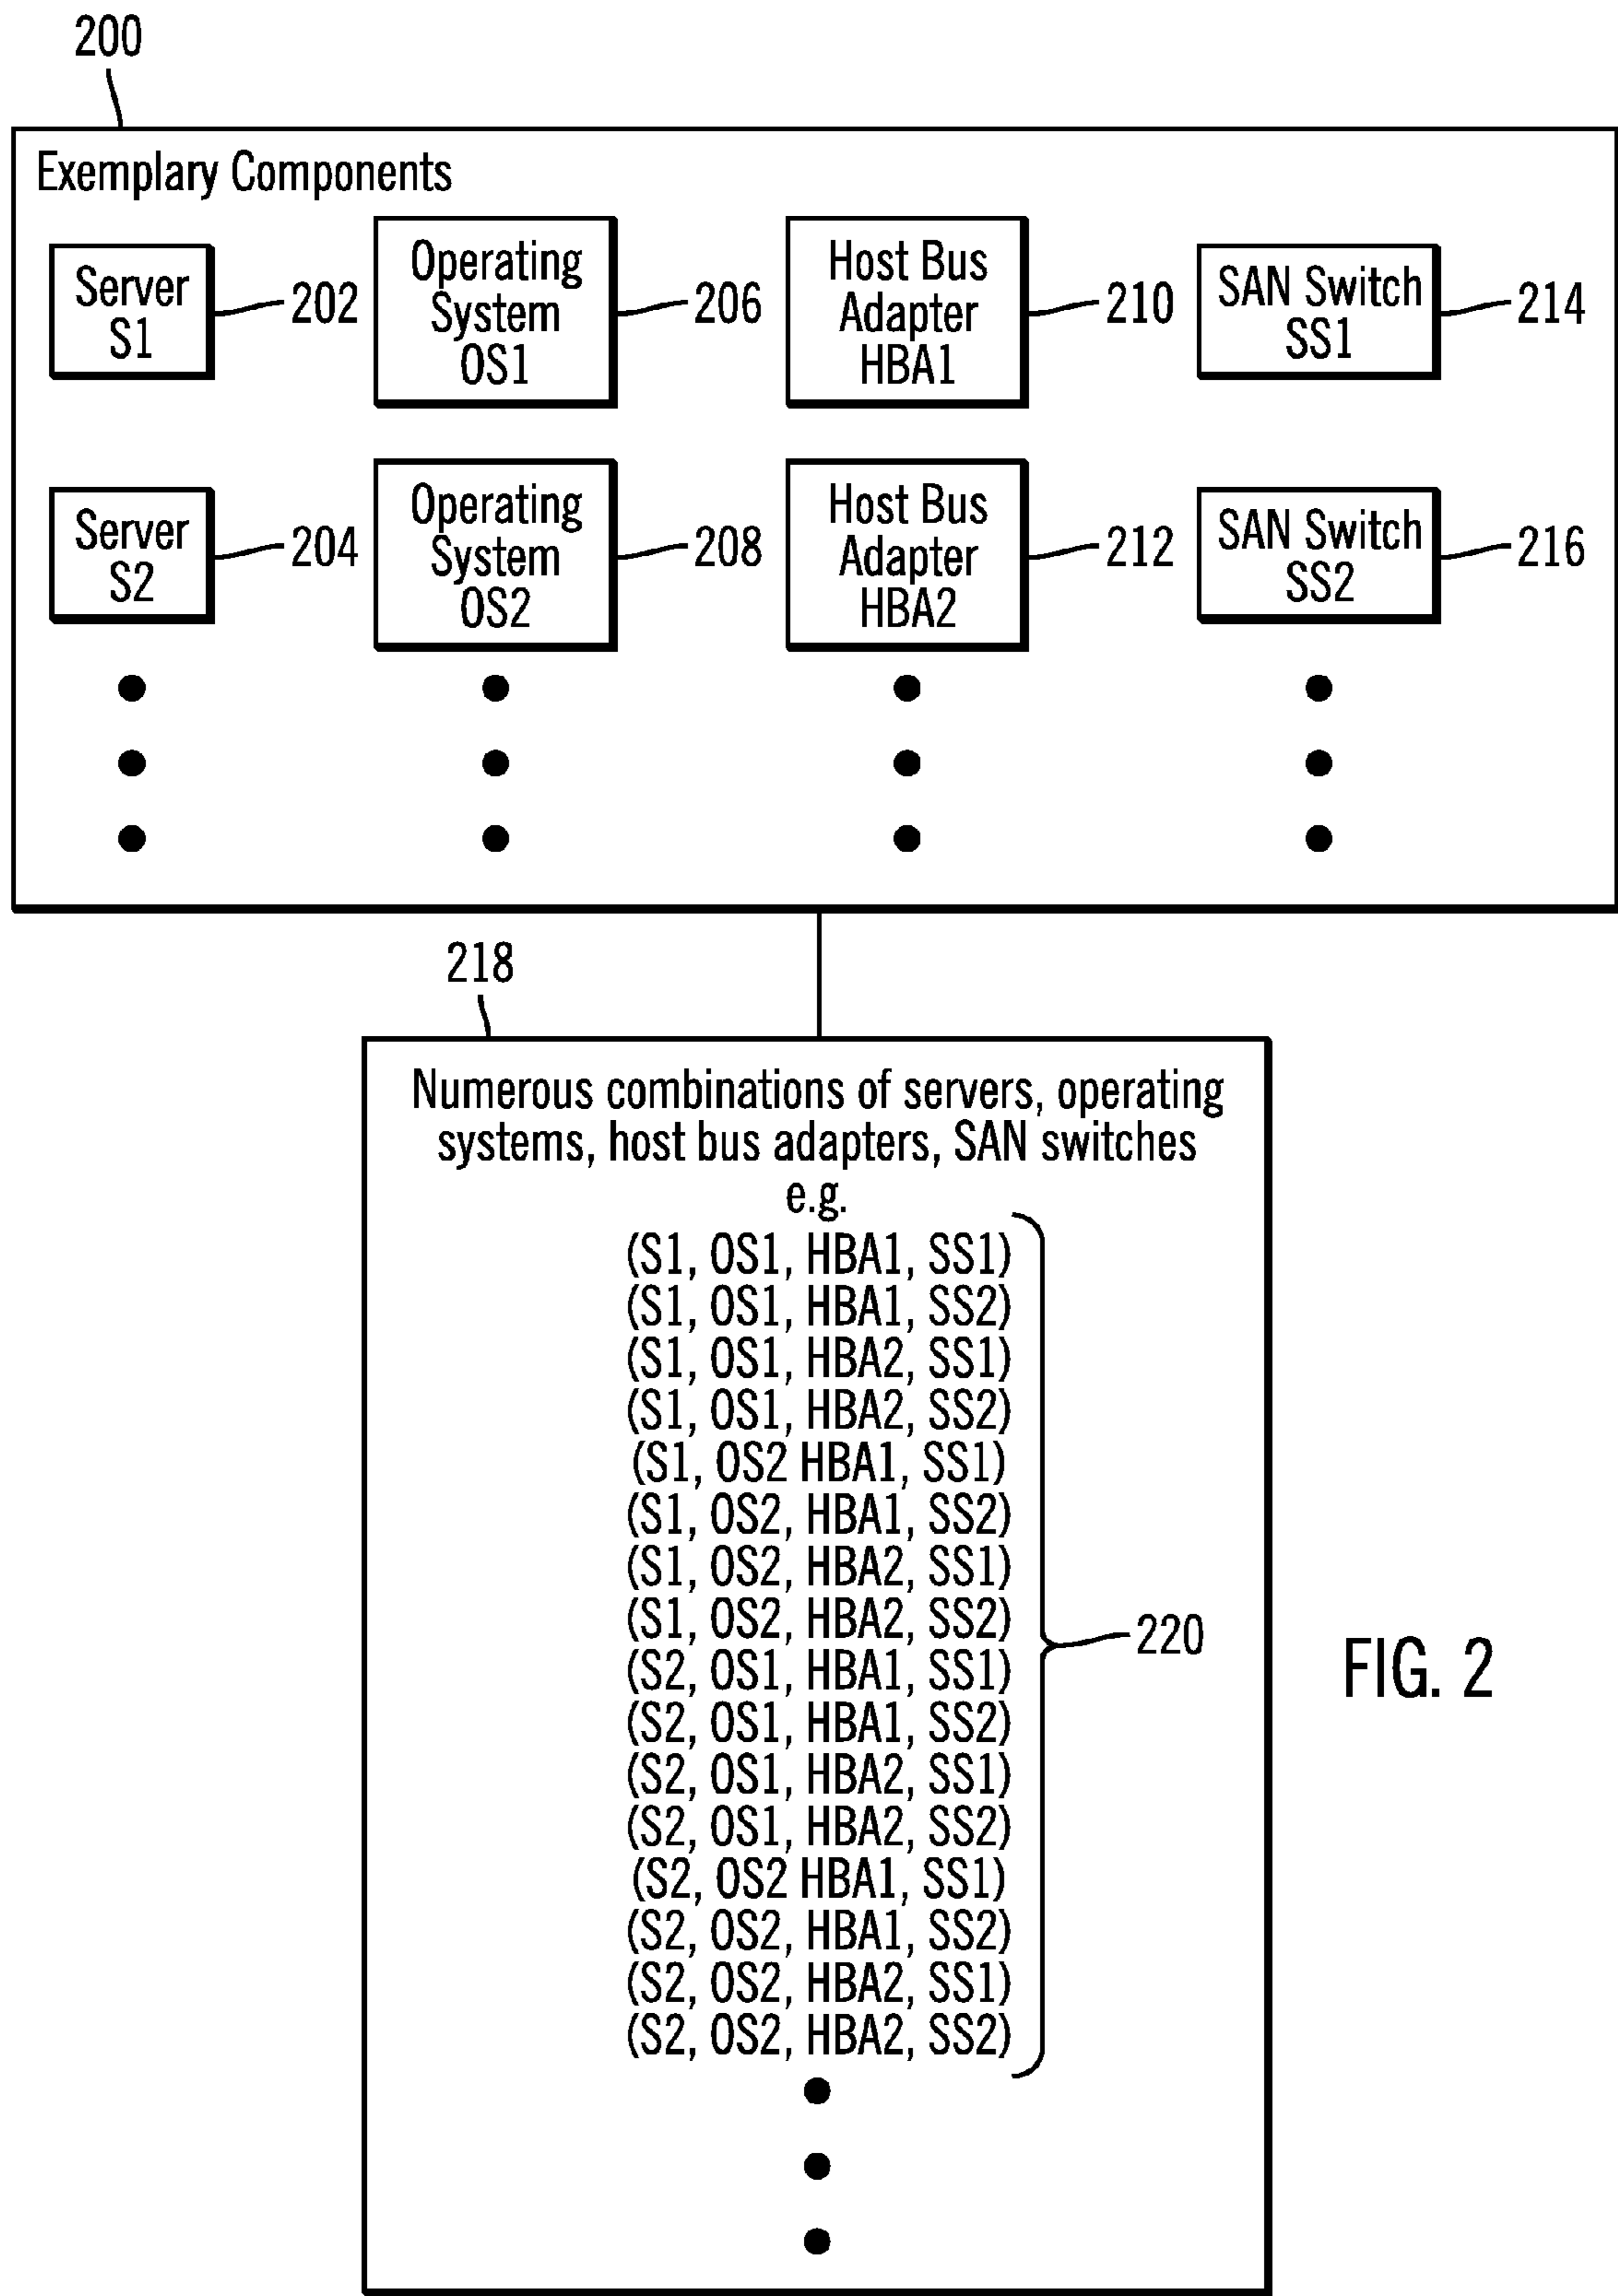 200
Exemplary Components
Server
S1
202
Operating
System
OS1
206
Host Bus
Adapter
HBA1
210
SAN Switch
SS1
214
Server
S2
204
Operating
System
OS2
208
Host Bus
Adapter
HBA2
212
SAN Switch
SS2
216
218
Numerous combinations of servers, operating
systems, host bus adapters, SAN switches
e.g.
(S1, OS1, HBA1, SS1)
(S1, OS1, HBA1, SS2)
(S1, OS1, HBA2, SS1)
(S1, OS1, HBA2, SS2)
(S1, OS2 HBA1, SS1)
(S1, OS2, HBA1, SS2)
(S1, OS2, HBA2, SS1)
(S1, OS2, HBA2, SS2)
(S2, OS1, HBA1, SS1)
(S2, OS1, HBA1, SS2)
(S2, OS1, HBA2, SS1)
(S2, OS1, HBA2, SS2)
(S2, OS2 HBA1, SS1)
(S2, OS2, HBA1, SS2)
(S2, OS2, HBA2, SS1)
(S2, OS2, HBA2, SS2)
220
FIG. 2